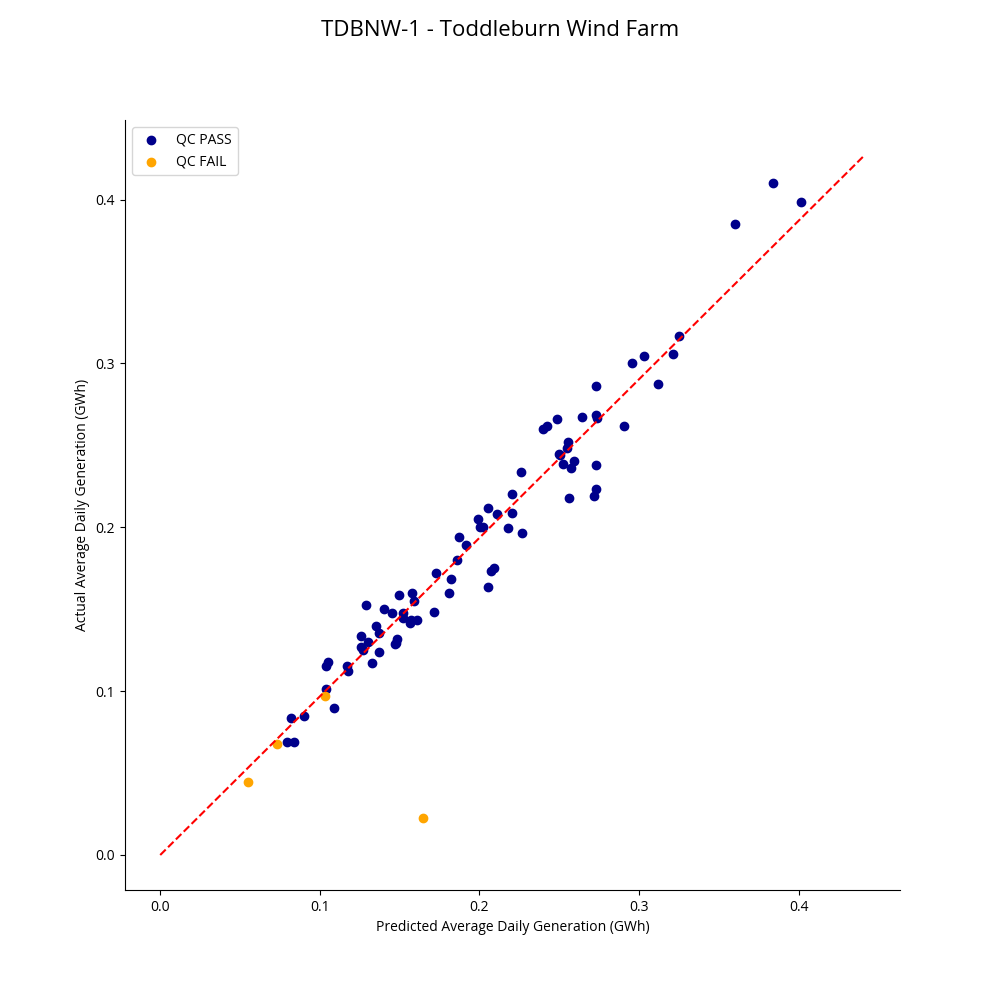 TDBNW-1 - Toddleburn Wind Farm
QC PASS
QC FAIL
Actual Average Daily Generation (GWh)
0.4
0.3
0.2
0.1
0.0
0.0 0.1 0.2 0.3 0.4
Predicted Average Daily Generation (GWh)